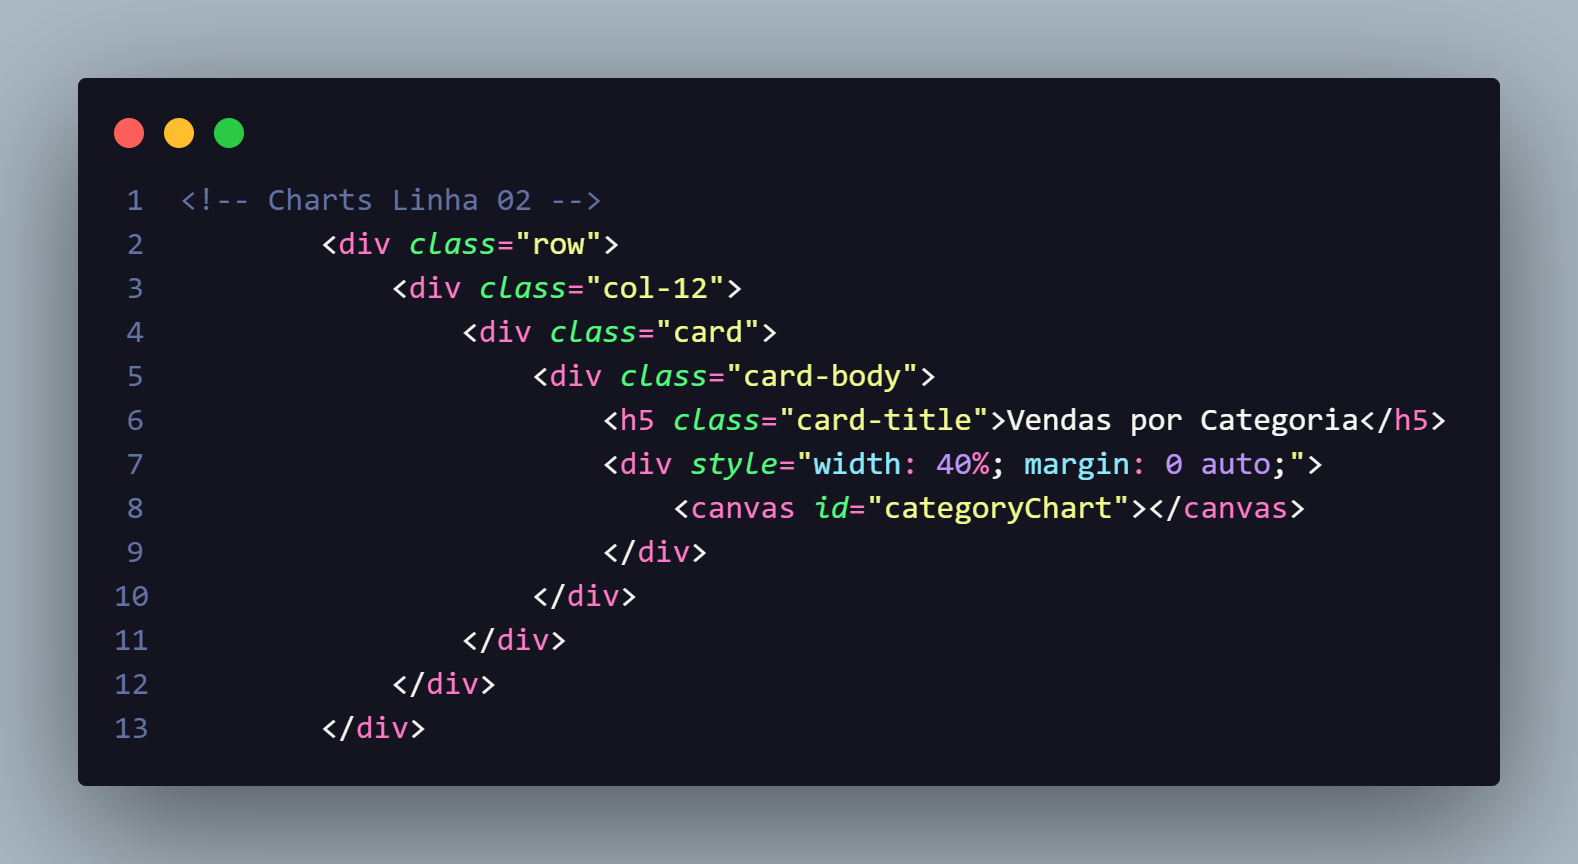 1 <!-- Charts Linha 02 -->
2         <div class="row">
3             <div class="col-12">
4                 <div class="card">
5                     <div class="card-body">
6                         <h5 class="card-title">Vendas por Categoria</h5>
7                         <div style="width: 40%; margin: 0 auto;">
8                             <canvas id="categoryChart"></canvas>
9                         </div>
10                     </div>
11                 </div>
12             </div>
13         </div>